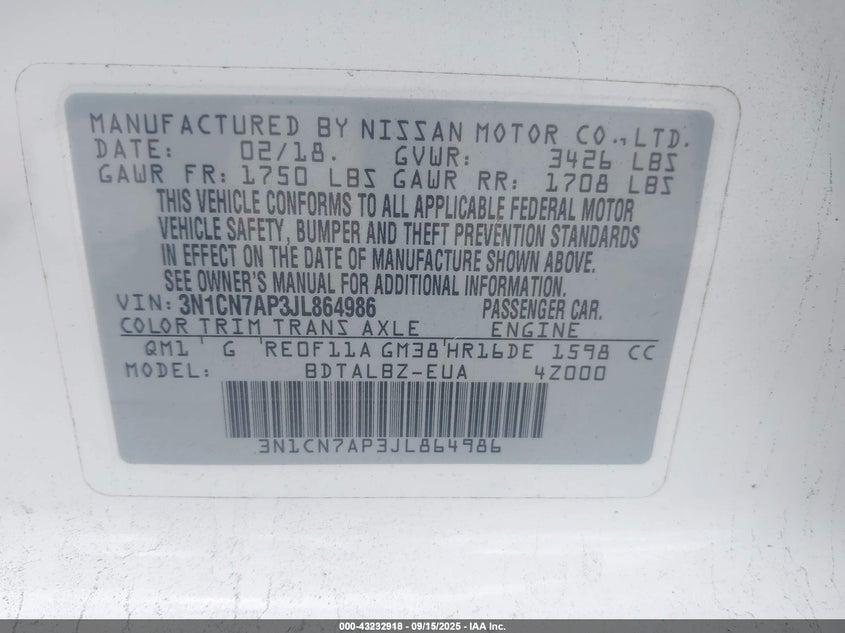 MANUFACTURED BY NISSAN MOTOR CO., LTD.
DATE: 02/18. GVWR: 3426 LBS
GAWR FR: 1750 LBS GAWR RR: 1708 LBS
THIS VEHICLE CONFORMS TO ALL APPLICABLE FEDERAL MOTOR
VEHICLE SAFETY, BUMPER AND THEFT PREVENTION STANDARDS
IN EFFECT ON THE DATE OF MANUFACTURE SHOWN ABOVE.
SEE OWNER'S MANUAL FOR ADDITIONAL INFORMATION.
VIN: 3N1CN7AP3JL864986 PASSENGER CAR.
COLOR TRIM TRANS AXLE ENGINE
QM1 ' G ' RE0F11A GM38 'HR16DE 1598 CC
MODEL: BDTALBZ-EUA 4Z000
3N1CN7AP3JL864986
000-43232918 - 09/15/2025 - IAA Inc.